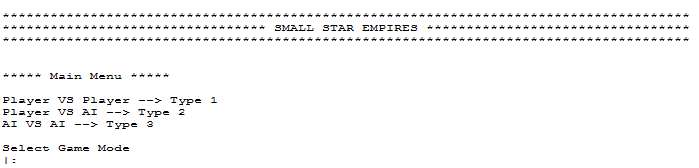 **************************************************************************************
********************************* SMALL STAR EMPIRES *********************************
**************************************************************************************
***** Main Menu *****
Player VS Player --> Type 1
Player VS AI --> Type 2
AI VS AI --> Type 3
Select Game Mode
|: